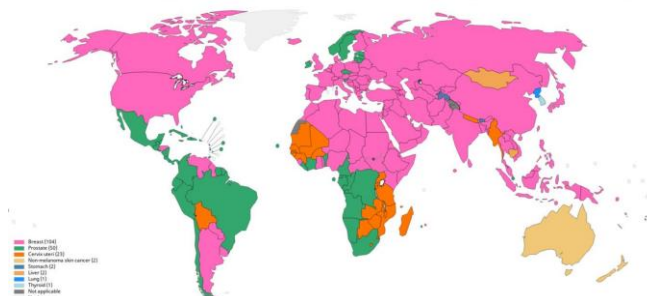 Breast [104]
Prostate [50]
Cervix uteri [23]
Non-melanoma skin cancer [2]
Stomach [2]
Liver [2]
Lung [1]
Thyroid [1]
Not applicable